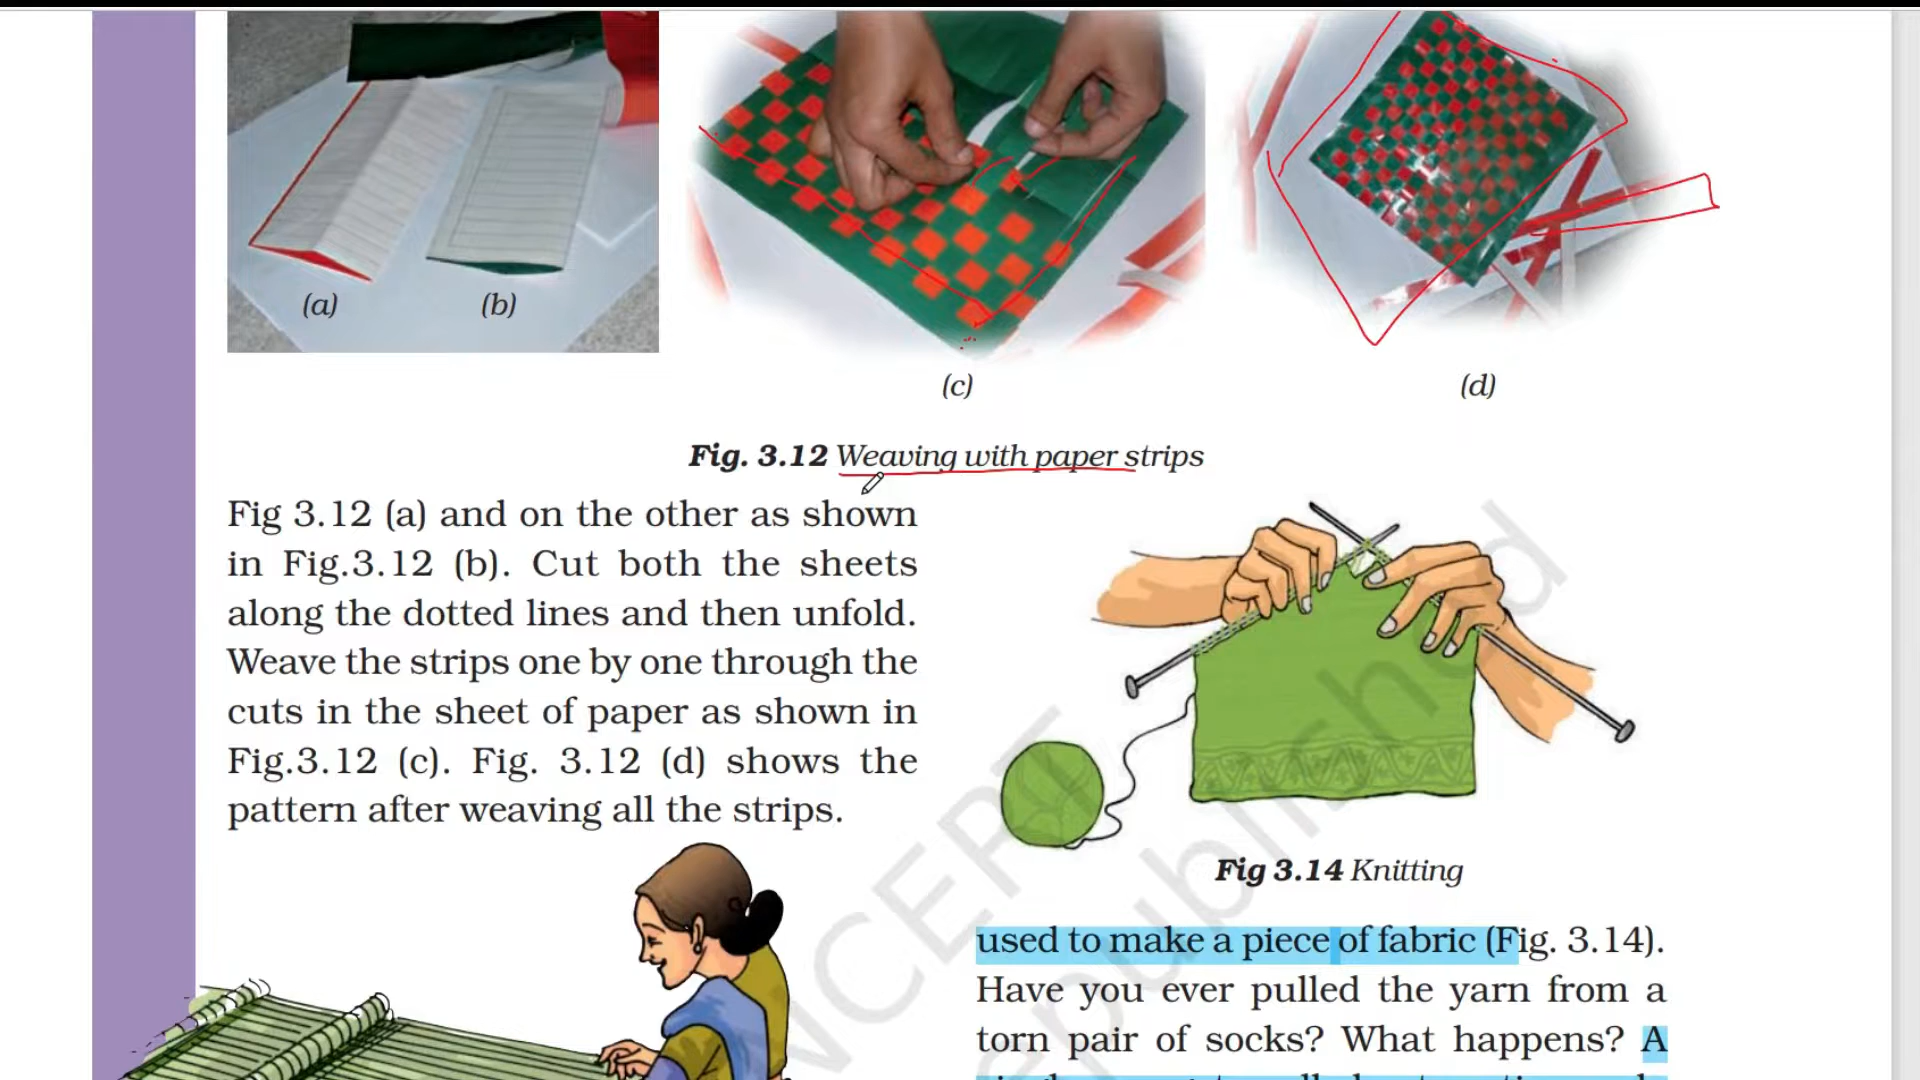 (a)
(b)
(c)
(d)
Fig. 3.12 Weaving with paper strips
Fig 3.12 (a) and on the other as shown
in Fig.3.12 (b). Cut both the sheets
along the dotted lines and then unfold.
Weave the strips one by one through the
cuts in the sheet of paper as shown in
Fig.3.12 (c). Fig. 3.12 (d) shows the
pattern after weaving all the strips.
Fig 3.14 Knitting
used to make a piece of fabric (Fig. 3.14).
Have you ever pulled the yarn from a
torn pair of socks? What happens? A